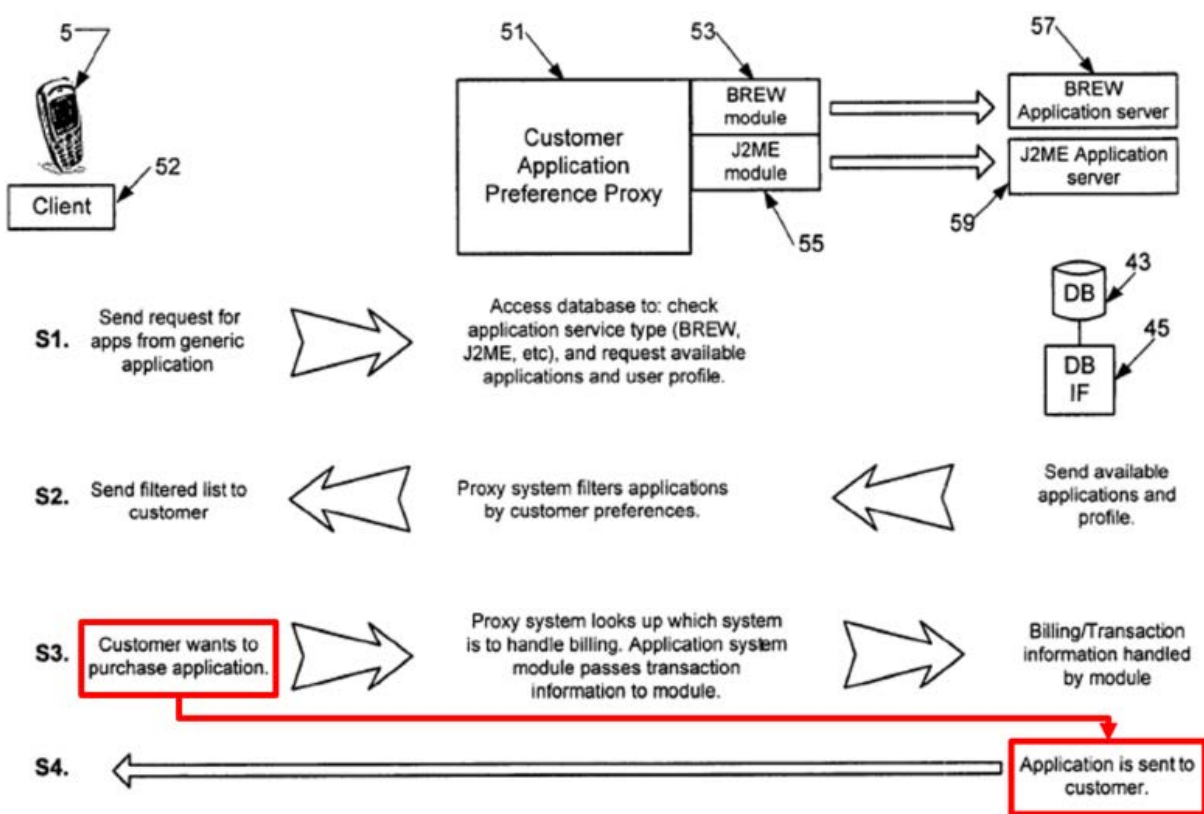 5
51
53
57
BREW
module
BREW
Application server
Customer
Application
Preference Proxy
J2ME
module
J2ME Application
server
52
Client
55
59
43
DB
45
DB
IF
S1.
Send request for
apps from generic
application
Access database to: check
application service type (BREW,
J2ME, etc), and request available
applications and user profile.
S2.
Send filtered list to
customer
Proxy system filters applications
by customer preferences.
Send available
applications and
profile.
S3.
Customer wants to
purchase application.
Proxy system looks up which system
is to handle billing. Application system
module passes transaction
information to module.
Billing/Transaction
information handled
by module
S4.
Application is sent to
customer.